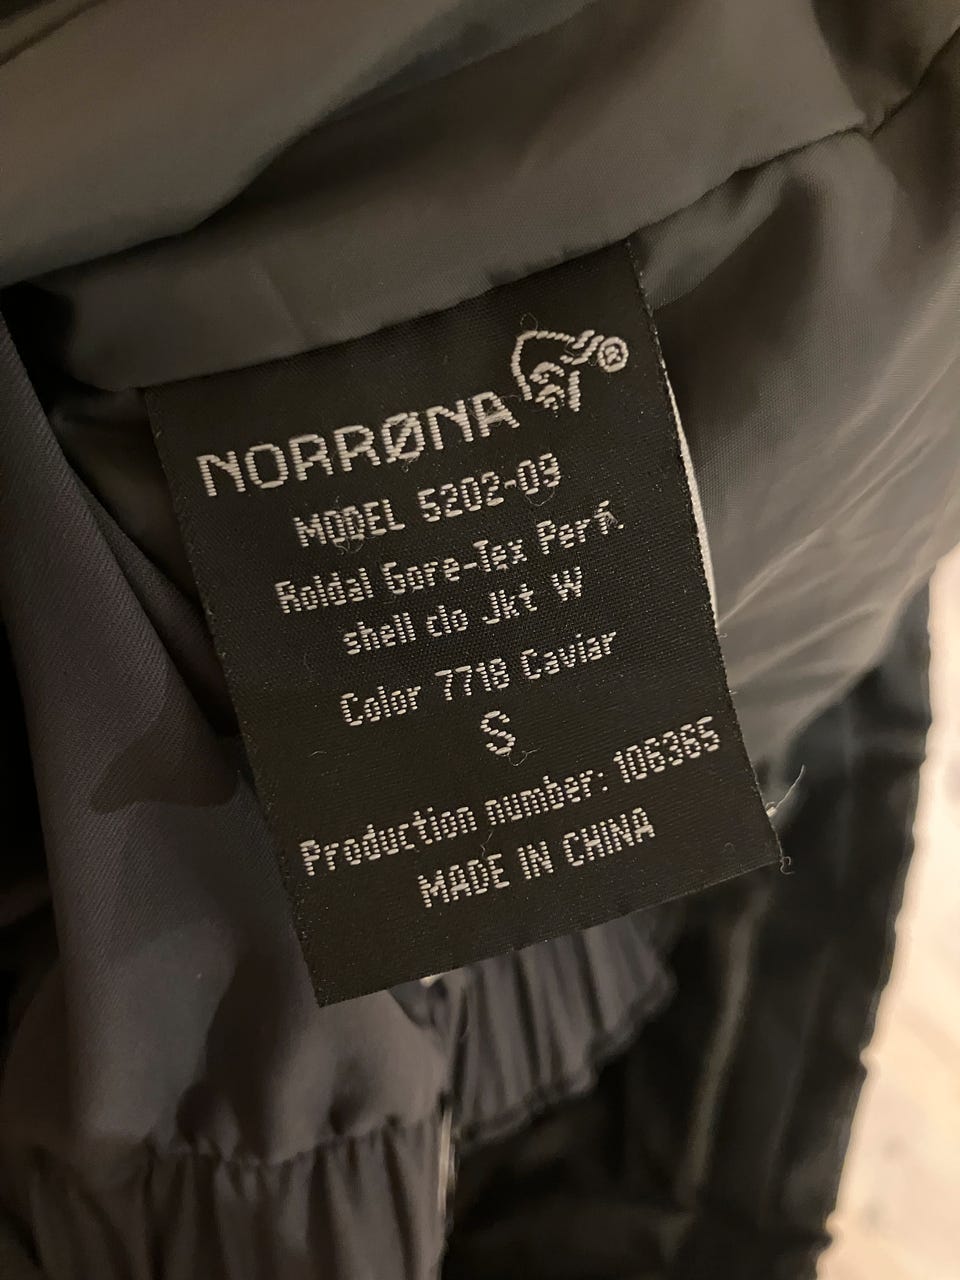 NORRØNA®
MODEL 5202-09
Roldal Gore-Tex Perf.
shell do Jkt W
Color 7718 Caviar
S
Production number: 106365
MADE IN CHINA